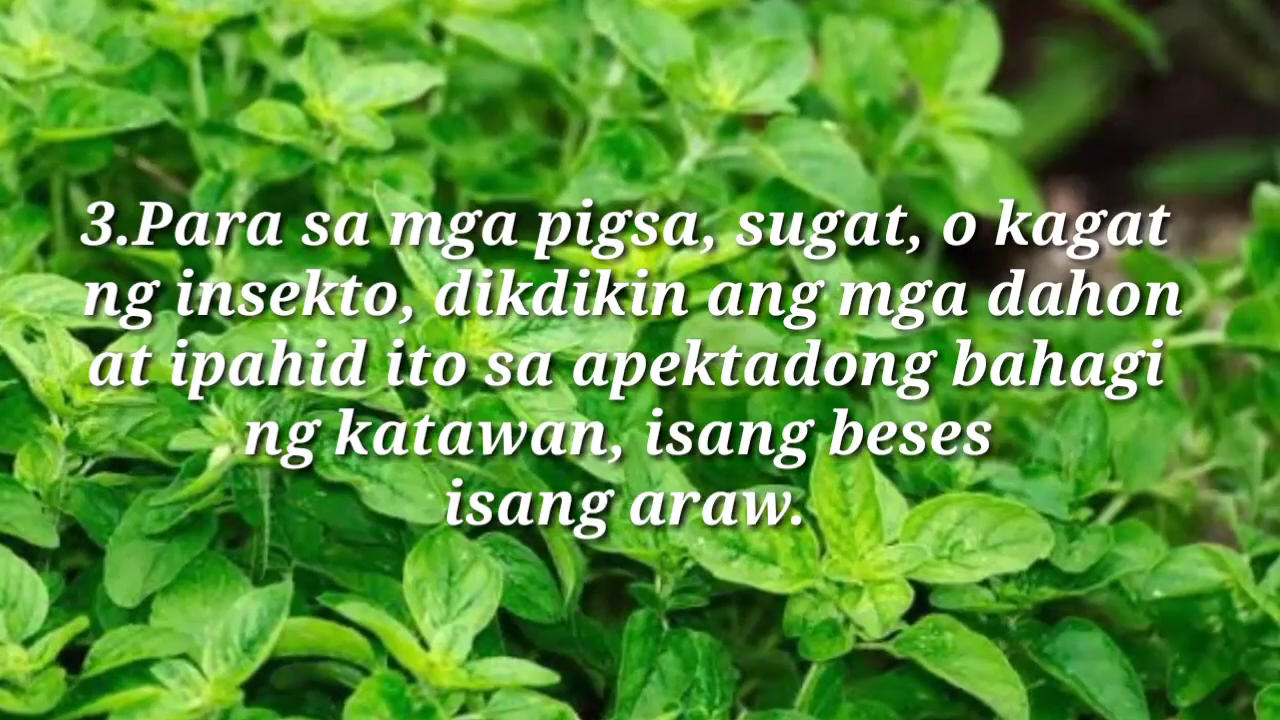 3.Para sa mga pigsa, sugat, o kagat
ng insekto, dikdikin ang mga dahon
at ipahid ito sa apektadong bahagi
ng katawan, isang beses
isang araw.